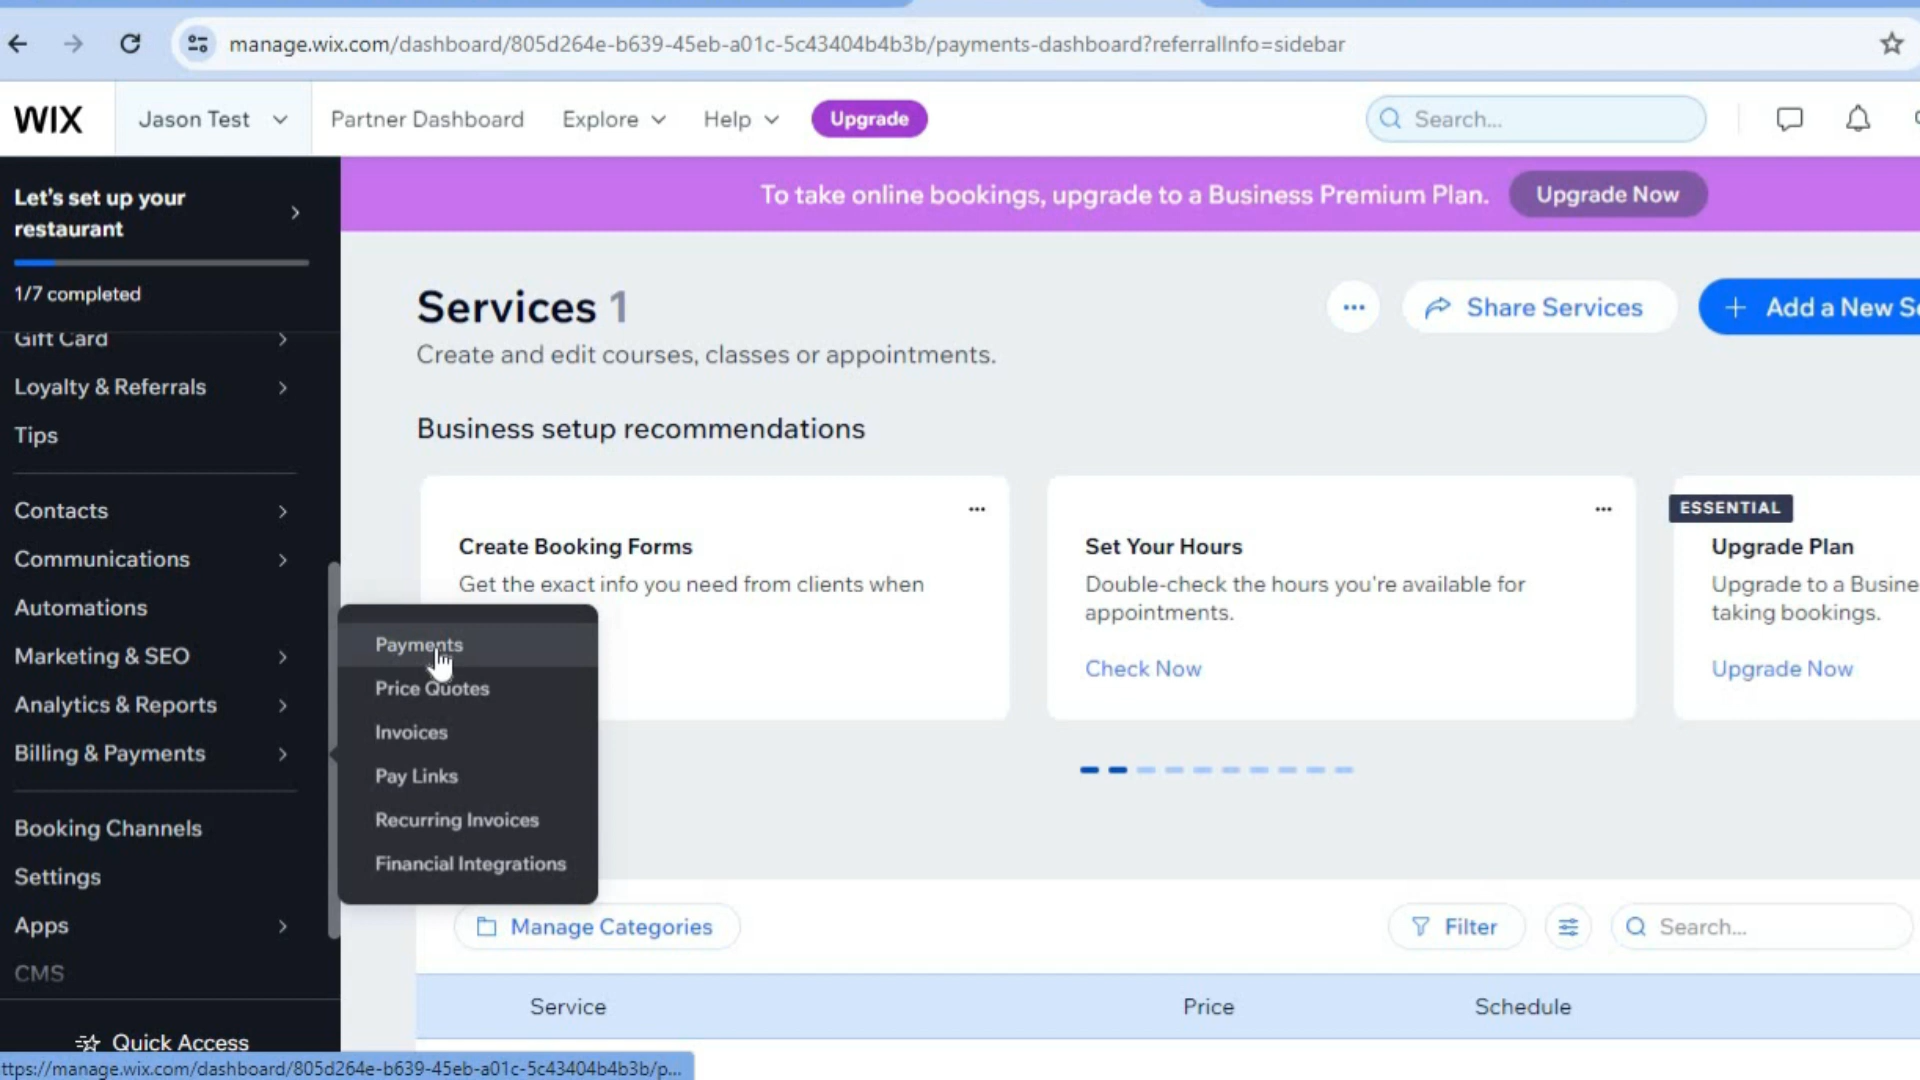 manage.wix.com/dashboard/805d264e-b639-45eb-a01c-5c43404b4b3b/payments-dashboard?referralInfo=sidebar
WIX
Jason Test
Partner Dashboard
Explore
Help
Upgrade
Search...
Let's set up your
restaurant
1/7 completed
Gift Card
Loyalty & Referrals
Tips
Contacts
Communications
Automations
Marketing & SEO
Analytics & Reports
Billing & Payments
Booking Channels
Settings
Apps
CMS
Quick Access
Payments
Price Quotes
Invoices
Pay Links
Recurring Invoices
Financial Integrations
To take online bookings, upgrade to a Business Premium Plan.
Upgrade Now
Services 1
Share Services
+ Add a New Se
Create and edit courses, classes or appointments.
Business setup recommendations
Create Booking Forms
Get the exact info you need from clients when
Set Your Hours
Double-check the hours you're available for
appointments.
Check Now
ESSENTIAL
Upgrade Plan
Upgrade to a Busine
taking bookings.
Upgrade Now
Manage Categories
Filter
Search...
Service
Price
Schedule
ttps://manage.wix.com/dashboard/805d264e-b639-45eb-a01c-5c43404b4b3b/p...